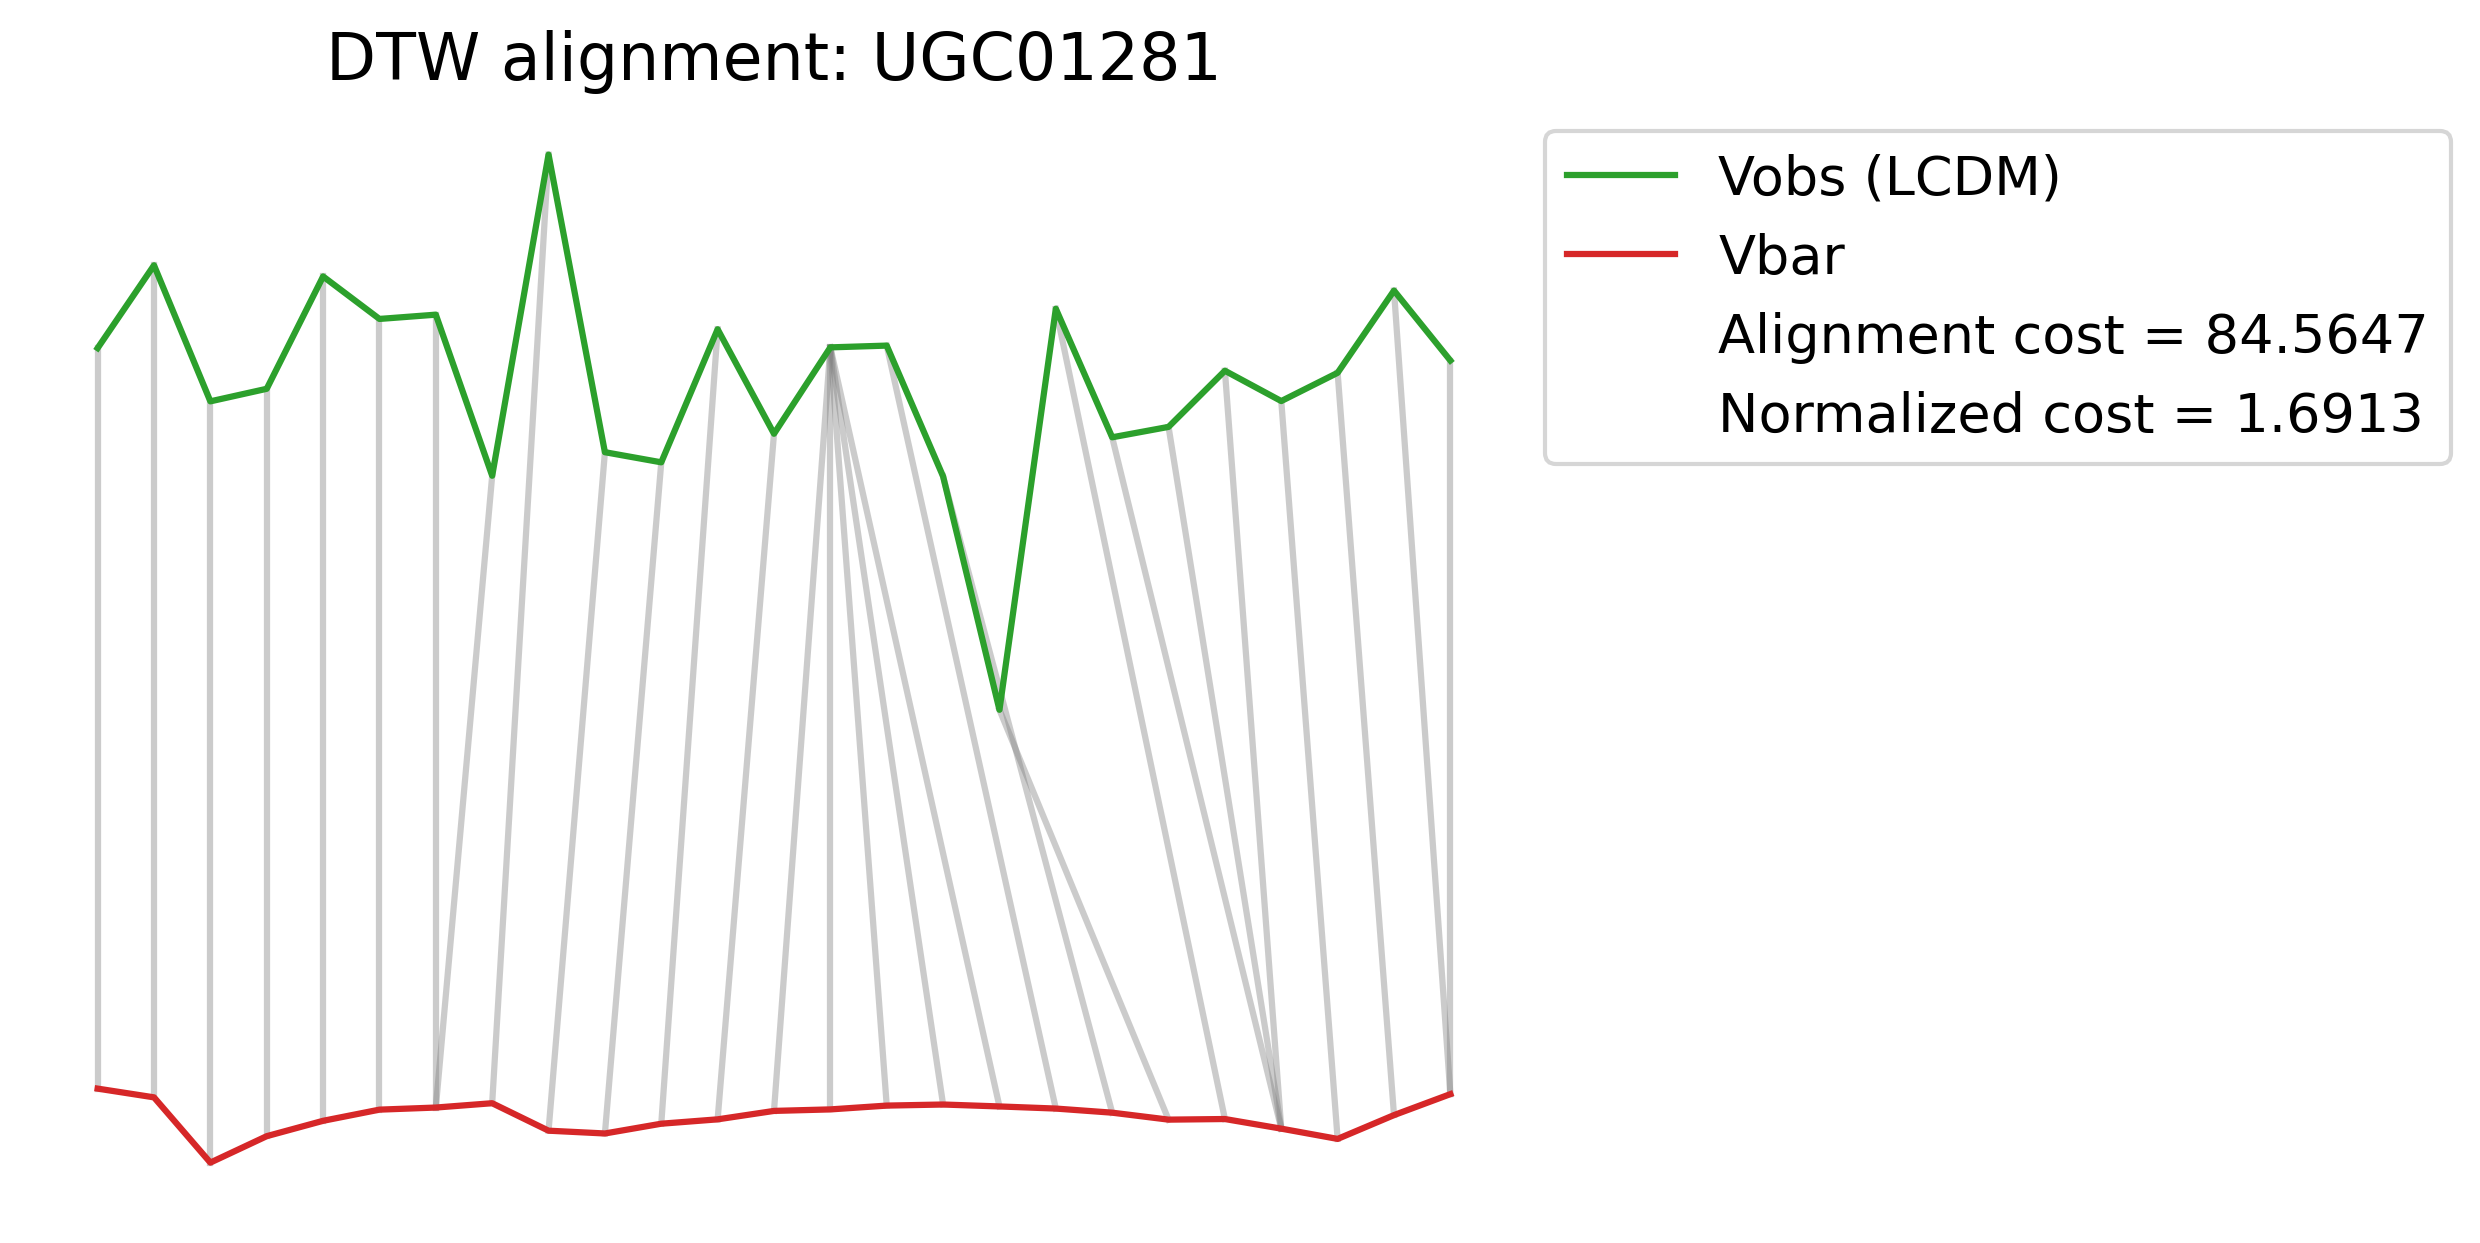 DTW alignment: UGC01281
Vobs (LCDM)
Vbar
Alignment cost = 84.5647
Normalized cost = 1.6913